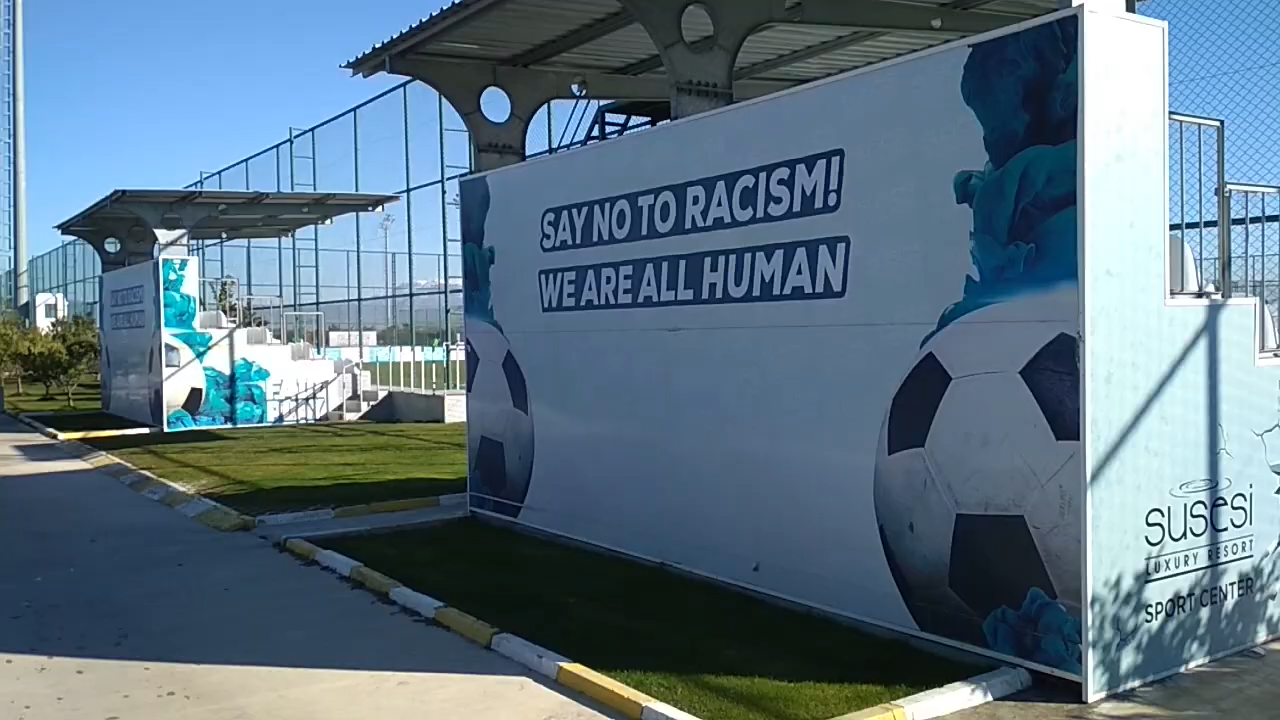 SAY NO TO RACISM!
WE ARE ALL HUMAN
susesi
LUXURY RESORT
SPORT CENTER